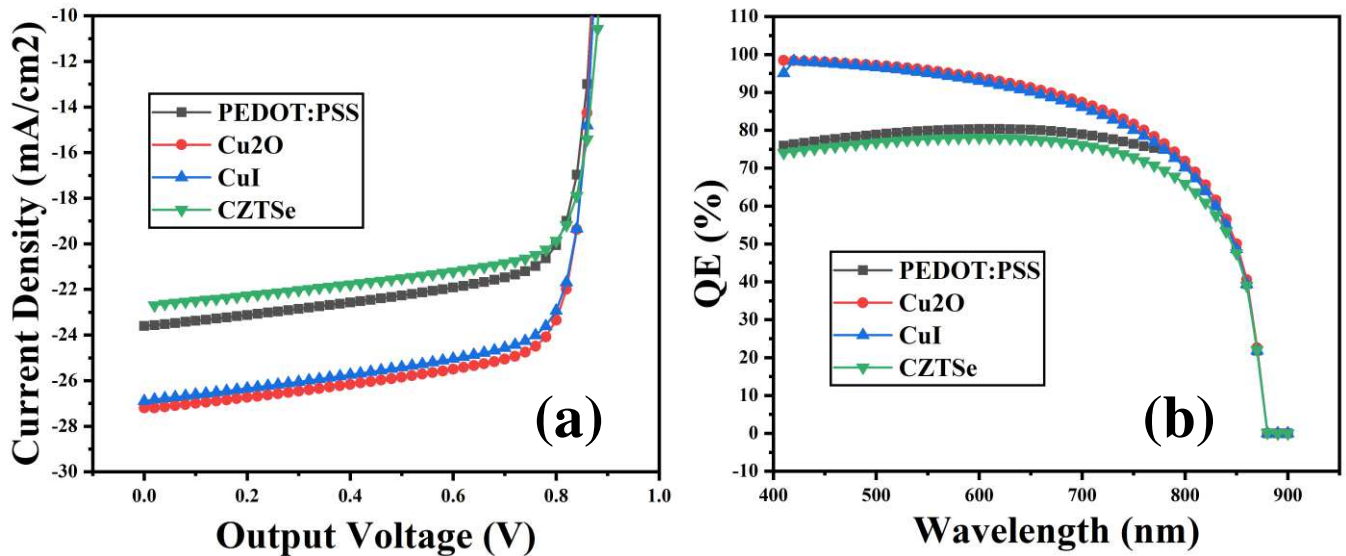 -10
-12
-14
-16
-18
-20
-22
-24
-26
-28
-30
Current Density (mA/cm2)
PEDOT:PSS
Cu2O
CuI
CZTSe
(a)
0.0 0.2 0.4 0.6 0.8 1.0
Output Voltage (V)
110
100
90
80
70
60
50
40
30
20
10
0
-10
QE (%)
PEDOT:PSS
Cu2O
CuI
CZTSe
(b)
400 500 600 700 800 900
Wavelength (nm)